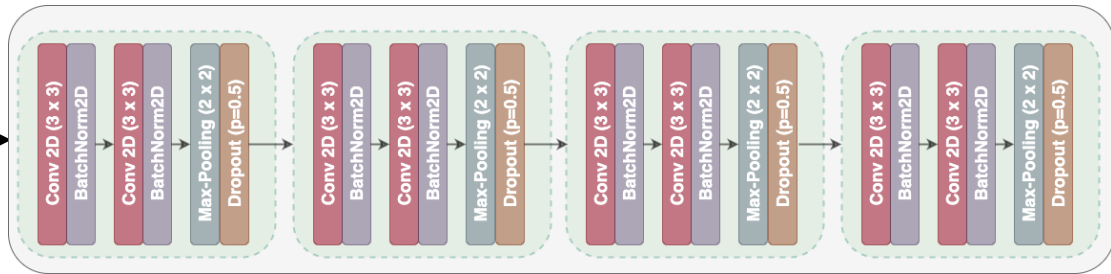 Conv 2D (3 x 3)
BatchNorm2D
Conv 2D (3 x 3)
BatchNorm2D
Max-Pooling (2 x 2)
Dropout (p=0.5)
Conv 2D (3 x 3)
BatchNorm2D
Conv 2D (3 x 3)
BatchNorm2D
Max-Pooling (2 x 2)
Dropout (p=0.5)
Conv 2D (3 x 3)
BatchNorm2D
Conv 2D (3 x 3)
BatchNorm2D
Max-Pooling (2 x 2)
Dropout (p=0.5)
Conv 2D (3 x 3)
BatchNorm2D
Conv 2D (3 x 3)
BatchNorm2D
Max-Pooling (2 x 2)
Dropout (p=0.5)